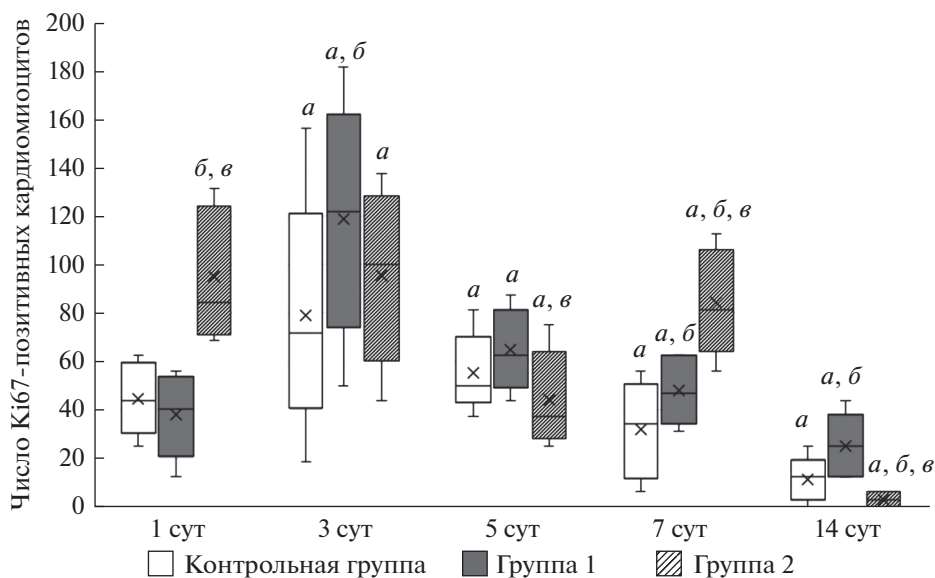 Число Ki67-позитивных кардиомиоцитов
200
180
160
140
120
100
80
60
40
20
0
б, в
а
а, б
а
а
а
а, в
а
а, б
а, б, в
а, б
а, б, в
1 сут
3 сут
5 сут
7 сут
14 сут
Контрольная группа
Группа 1
Группа 2